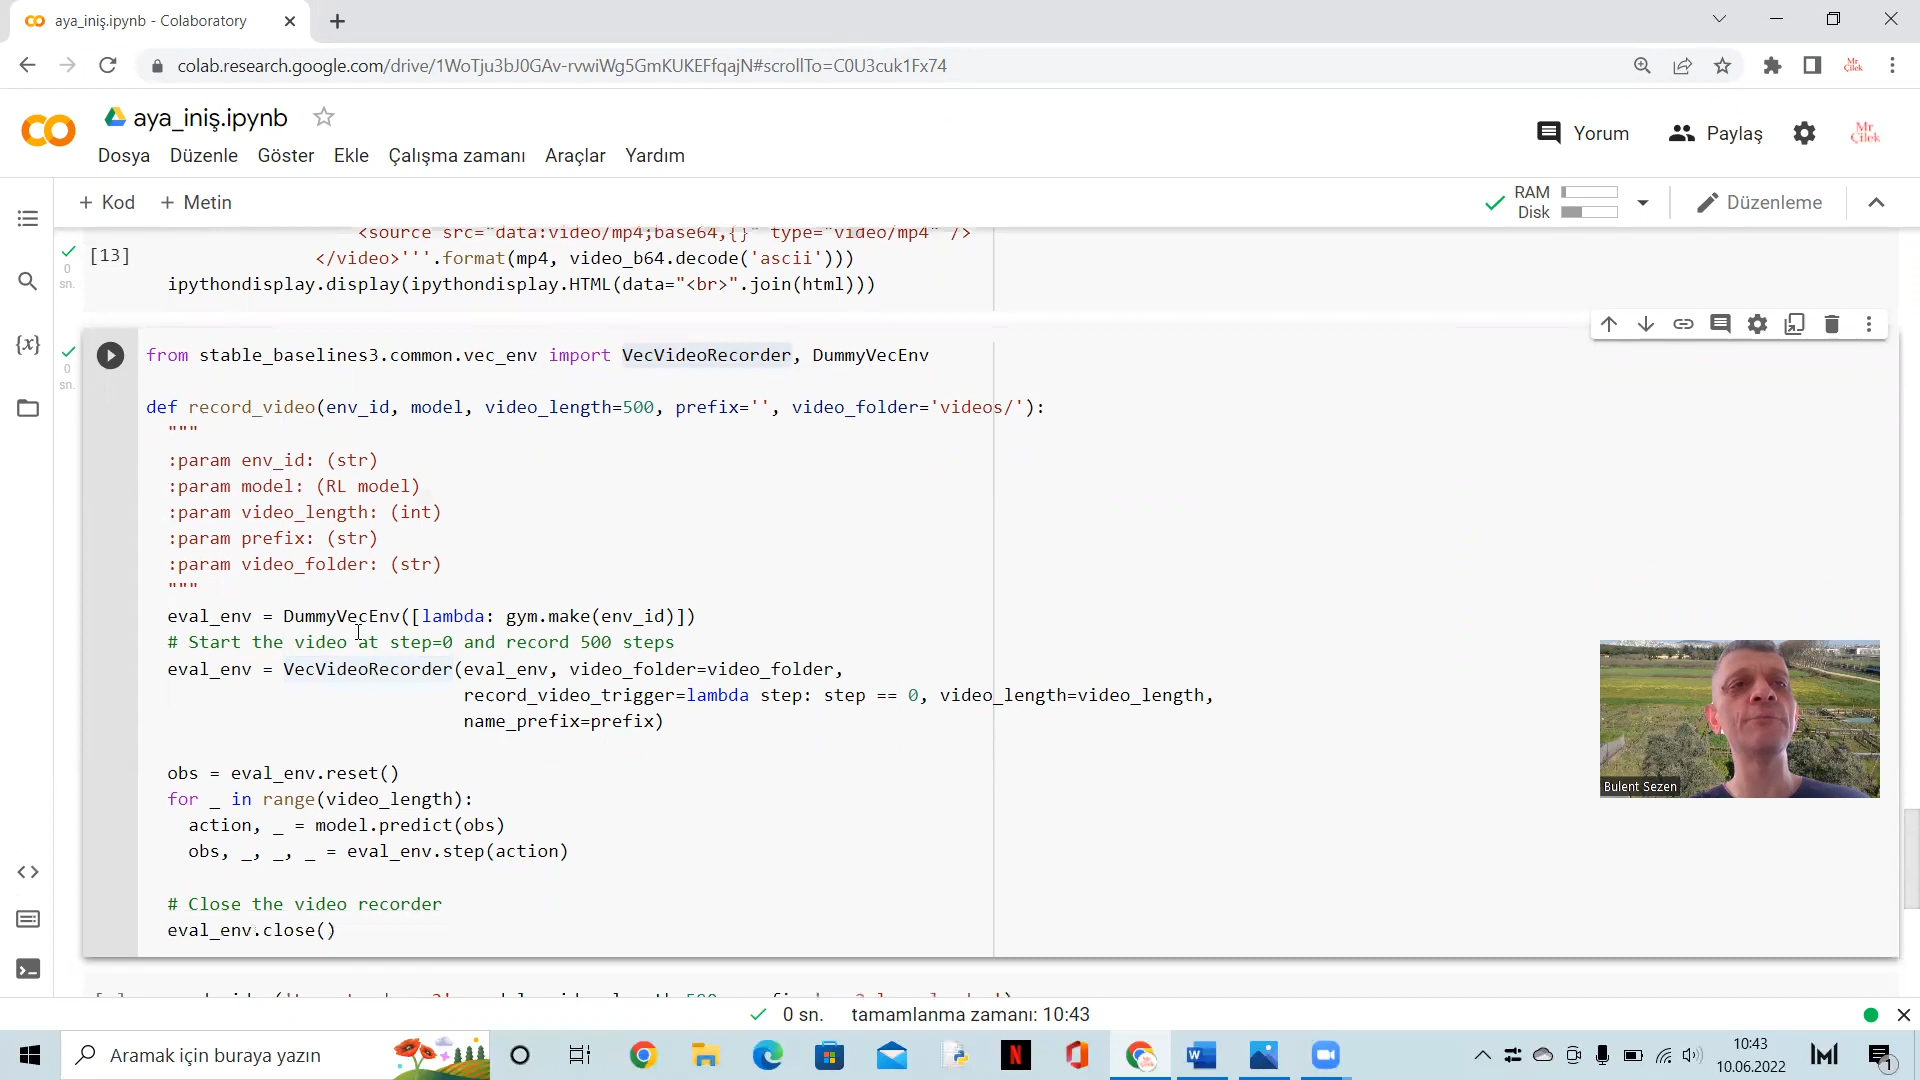 aya_iniş.ipynb - Colaboratory
colab.research.google.com/drive/1WoTju3bJ0GAv-rvwiWg5GmKUKEFfqajN#scrollTo=C0U3cuk1Fx74
aya_iniş.ipynb
Yorum
Paylaş
Mr Çilek
Dosya Düzenle Göster Ekle Çalışma zamanı Araçlar Yardım
+ Kod + Metin
RAM
Disk
Düzenleme
<source src="data:video/mp4;base64,{}" type="video/mp4" />
[13]
0 sn.
</video>'''.format(mp4, video_b64.decode('ascii')))
ipythondisplay.display(ipythondisplay.HTML(data="<br>".join(html)))
0 sn.
from stable_baselines3.common.vec_env import VecVideoRecorder, DummyVecEnv
def record_video(env_id, model, video_length=500, prefix='', video_folder='videos/'):
"""
:param env_id: (str)
:param model: (RL model)
:param video_length: (int)
:param prefix: (str)
:param video_folder: (str)
"""
eval_env = DummyVecEnv([lambda: gym.make(env_id)])
# Start the video at step=0 and record 500 steps
eval_env = VecVideoRecorder(eval_env, video_folder=video_folder,
record_video_trigger=lambda step: step == 0, video_length=video_length,
name_prefix=prefix)
obs = eval_env.reset()
for _ in range(video_length):
action, _ = model.predict(obs)
obs, _, _, _ = eval_env.step(action)
# Close the video recorder
eval_env.close()
Bulent Sezen
0 sn. tamamlanma zamanı: 10:43
Aramak için buraya yazın
10:43
10.06.2022
1